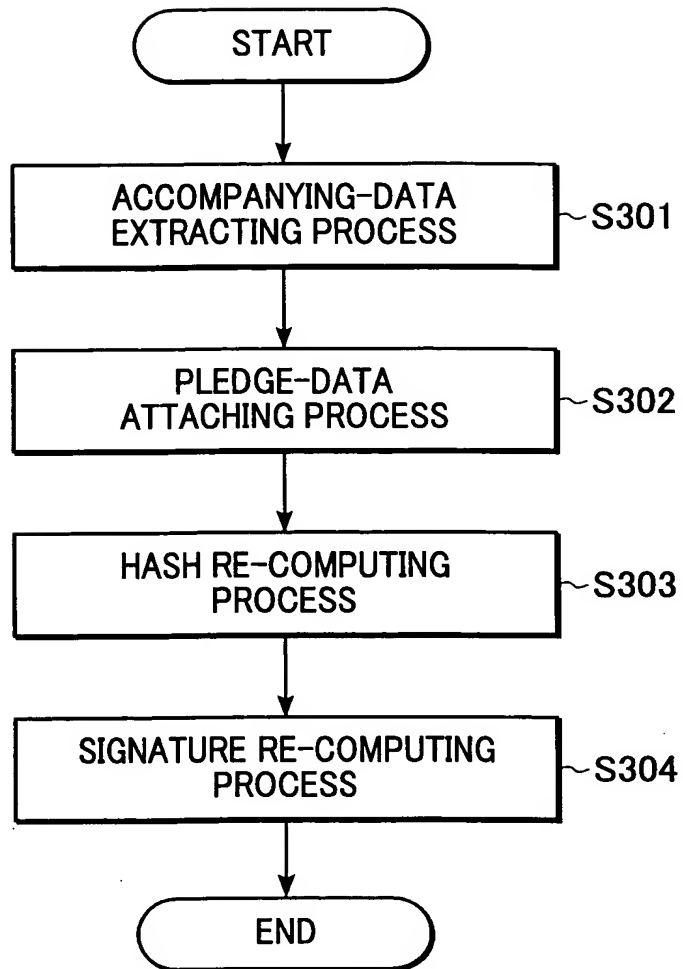 START
ACCOMPANYING-DATA
EXTRACTING PROCESS
S301
PLEDGE-DATA
ATTACHING PROCESS
S302
HASH RE-COMPUTING
PROCESS
S303
SIGNATURE RE-COMPUTING
PROCESS
S304
END